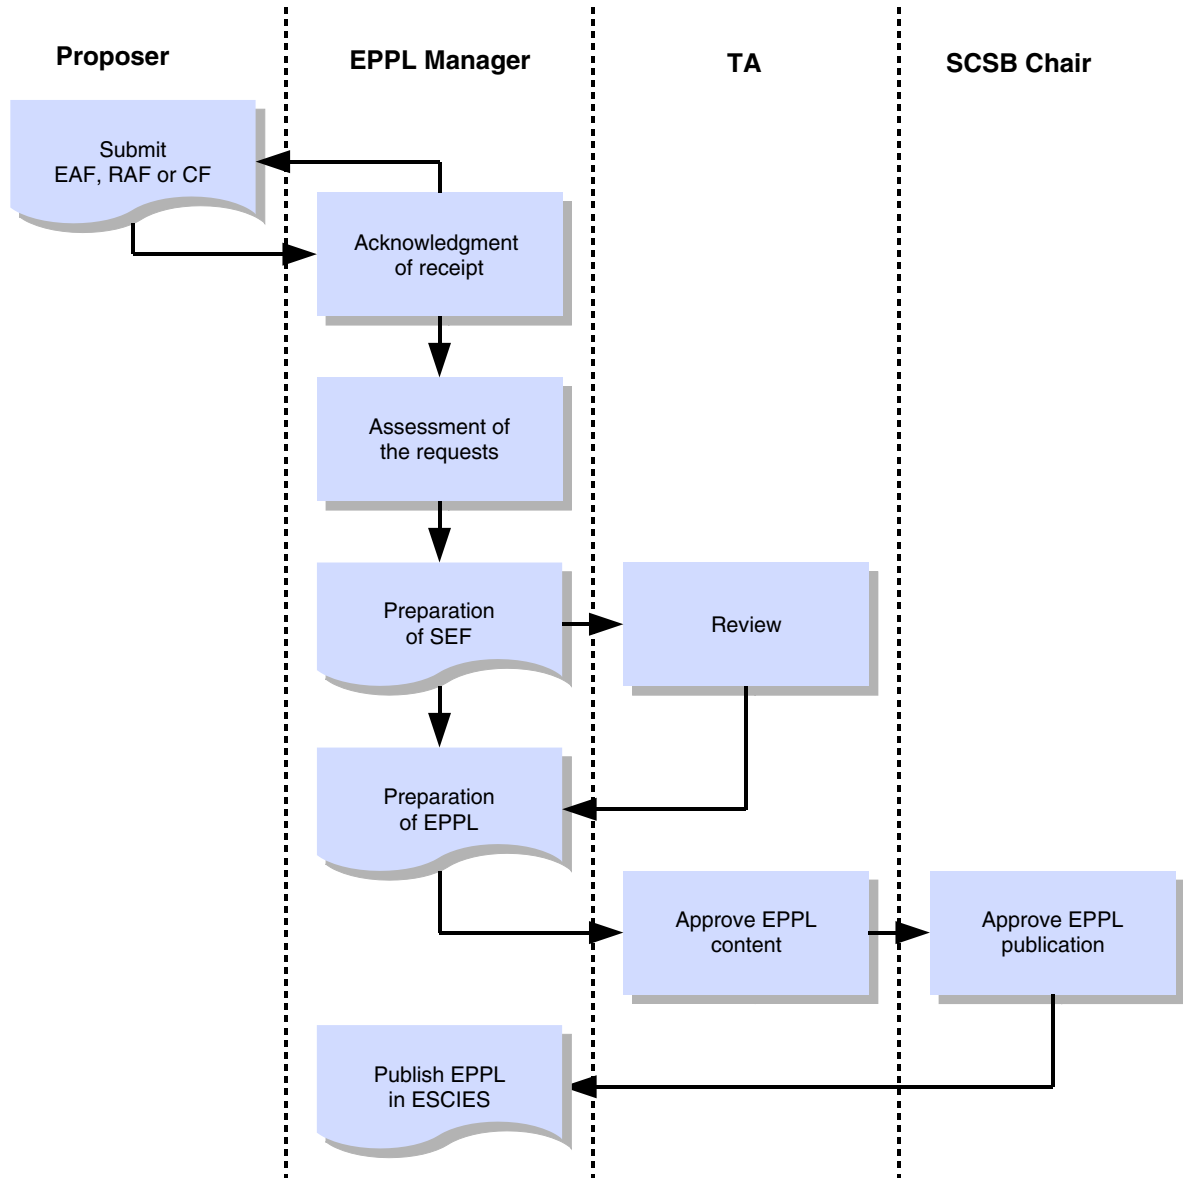 Proposer
EPPL Manager
TA
SCSB Chair
Submit
EAF, RAF or CF
Acknowledgment
of receipt
Assessment of
the requests
Preparation
of SEF
Review
Preparation
of EPPL
Approve EPPL
content
Approve EPPL
publication
Publish EPPL
in ESCIES